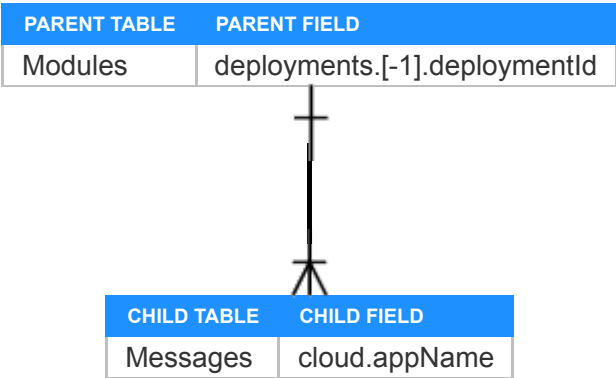 PARENT TABLE PARENT FIELD
Modules deployments.[-1].deploymentId
CHILD TABLE CHILD FIELD
Messages cloud.appName